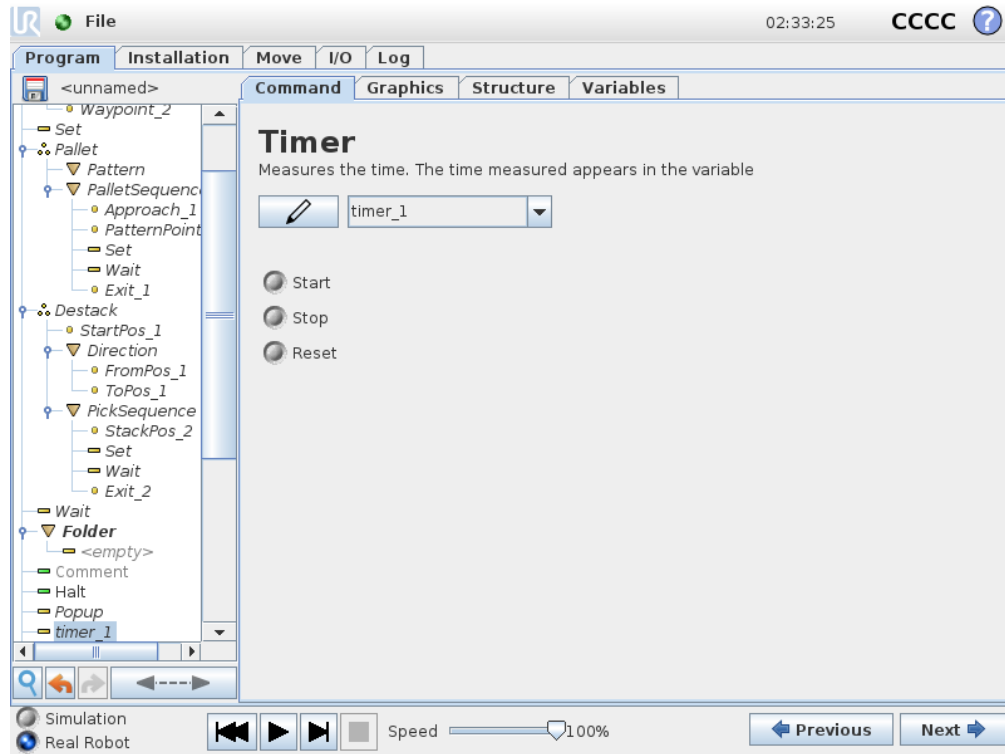 UR File 02:33:25 CCCC ?
Program Installation Move I/O Log
<unnamed>
Command Graphics Structure Variables
Waypoint_2
Set
Pallet
Pattern
PalletSequenc
Approach_1
PatternPoint
Set
Wait
Exit_1
Destack
StartPos_1
Direction
FromPos_1
ToPos_1
PickSequence
StackPos_2
Set
Wait
Exit_2
Wait
Folder
<empty>
Comment
Halt
Popup
timer_1
Timer
Measures the time. The time measured appears in the variable
timer_1
Start
Stop
Reset
Simulation
Real Robot
Speed 100%
Previous Next